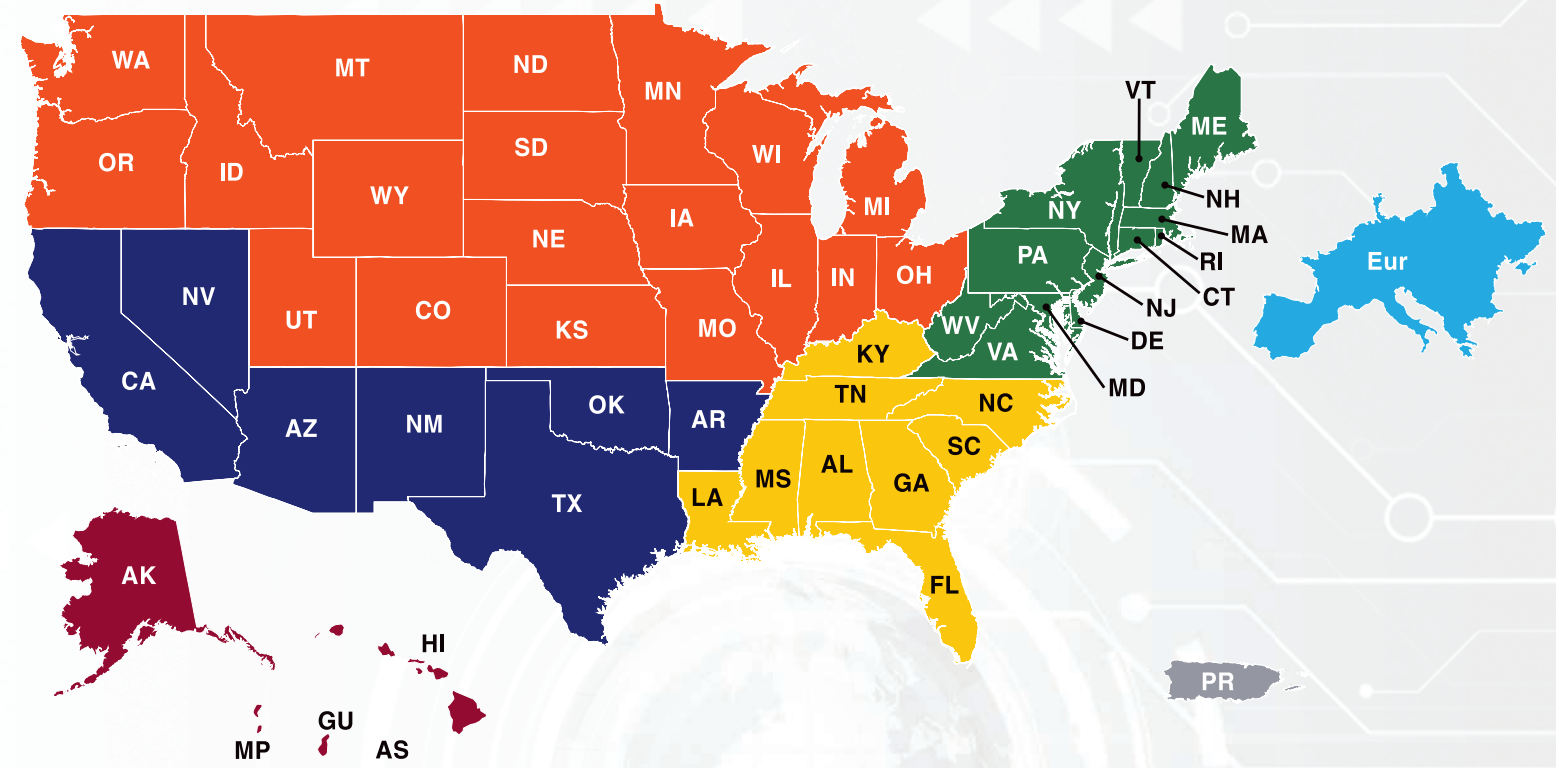 WA
MT
ND
MN
VT
ME
OR
ID
SD
WI
WY
NH
NY
MI
IA
MA
NE
PA
RI
Eur
NV
UT
CO
KS
IL
IN
OH
CT
NJ
MO
WV
DE
VA
KY
CA
MD
TN
AZ
NM
OK
AR
NC
SC
MS
AL
GA
LA
TX
AK
FL
HI
PR
GU
MP
AS